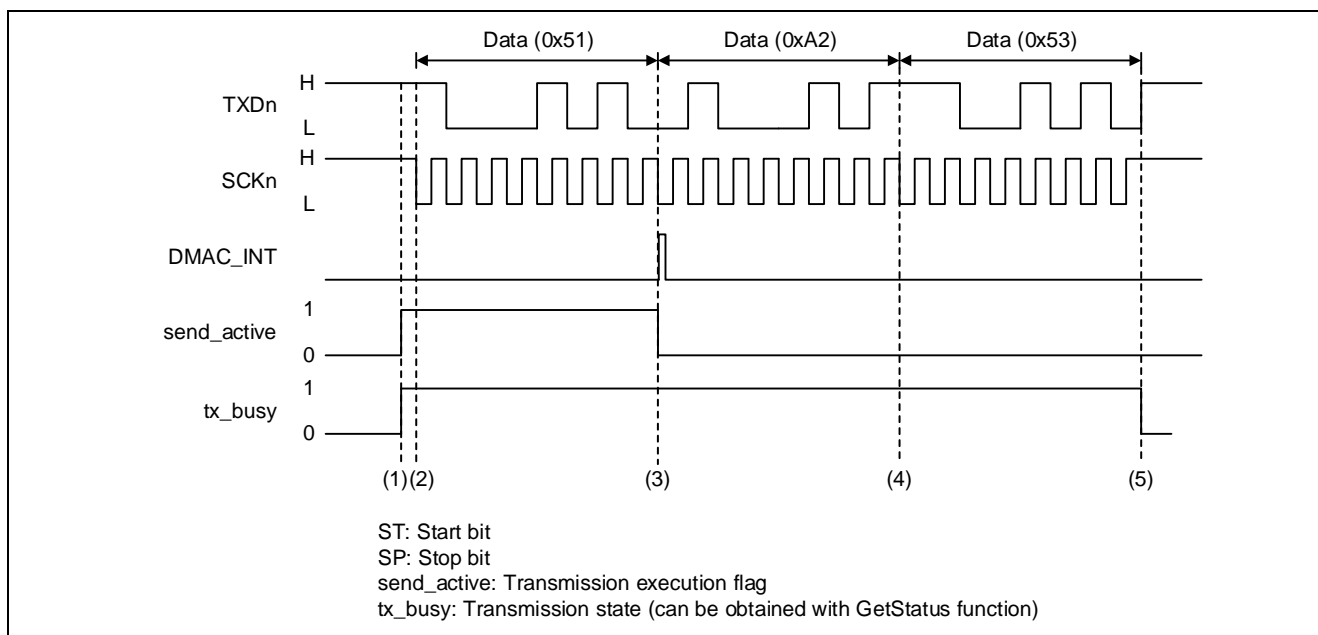 Data (0x51) Data (0xA2) Data (0x53)
H
TXDn
L
H
SCKn
L
DMAC_INT
1
send_active
0
1
tx_busy
0
(1) (2) (3) (4) (5)
ST: Start bit
SP: Stop bit
send_active: Transmission execution flag
tx_busy: Transmission state (can be obtained with GetStatus function)